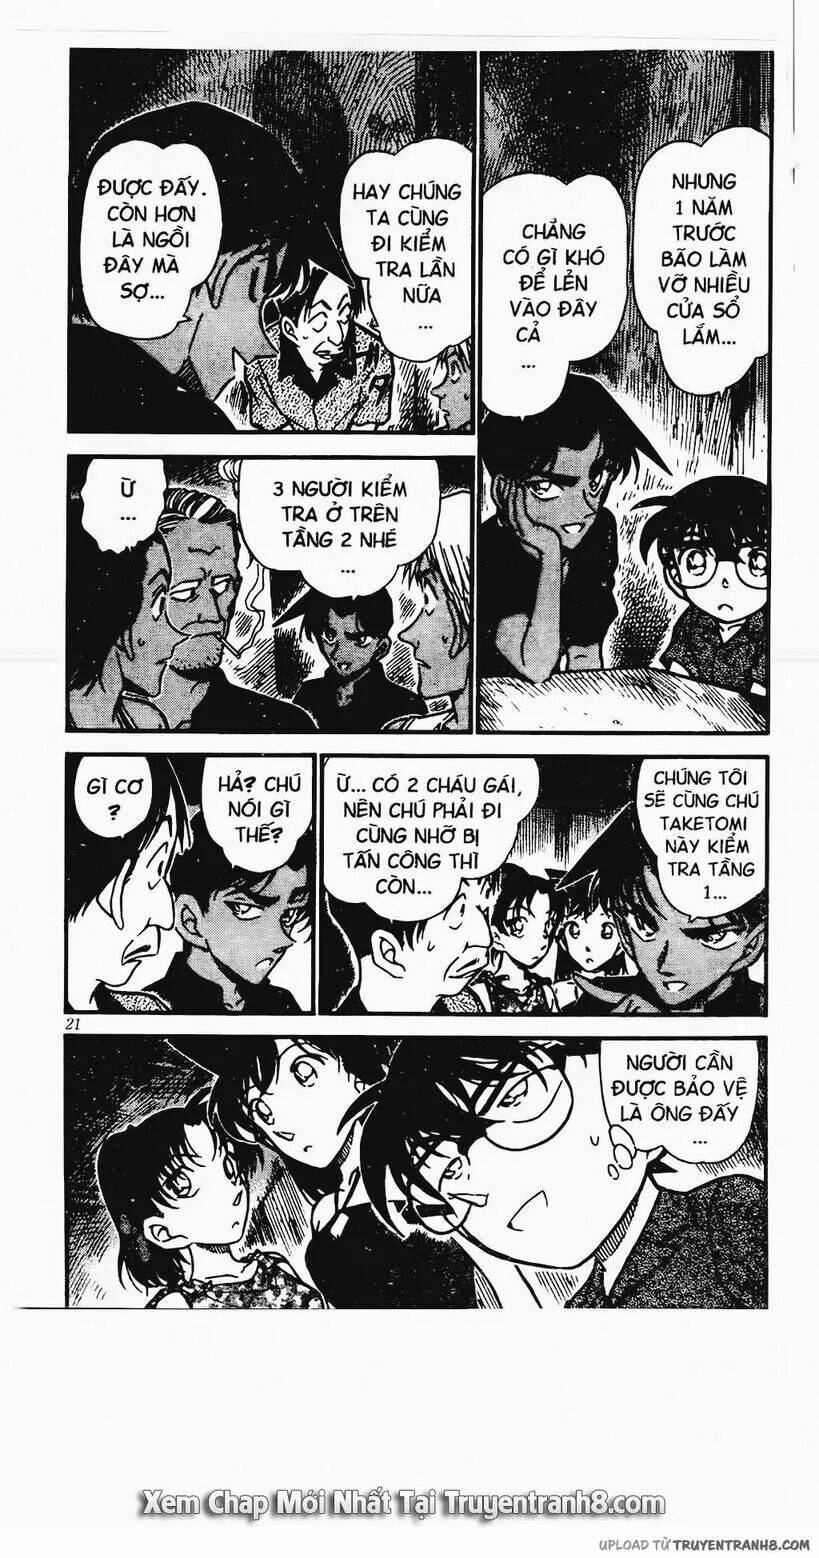 NHƯNG
1 NĂM
TRƯỚC
BÃO LÀM
VỠ NHIỀU
CỬA SỔ
LẮM...
CHẲNG
CÓ GÌ KHÓ
ĐỂ LẺN
VÀO ĐÂY
CẢ
...
HAY CHÚNG
TA CÙNG
ĐI KIỂM
TRA LẦN
NỮA
...
ĐƯỢC ĐẤY.
CÒN HƠN
LÀ NGỒI
ĐÂY MÀ
SỢ...
3 NGƯỜI KIỂM
TRA Ở TRÊN
TẦNG 2 NHÉ
...
Ừ
...
CHÚNG TÔI
SẼ CÙNG CHÚ
TAKETOMI
NÀY KIỂM
TRA TẦNG
1...
Ừ... CÓ 2 CHÁU GÁI,
NÊN CHÚ PHẢI ĐI
CÙNG NHỠ BỊ
TẤN CÔNG THÌ
CÒN...
HẢ? CHÚ
NÓI GÌ
THẾ?
GÌ CƠ
?
21
NGƯỜI CẦN
ĐƯỢC BẢO VỆ
LÀ ÔNG ĐẤY
...
Xem Chap Mới Nhất Tại Truyentranh8.com
UPLOAD TỪ TRUYENTRANH8.COM